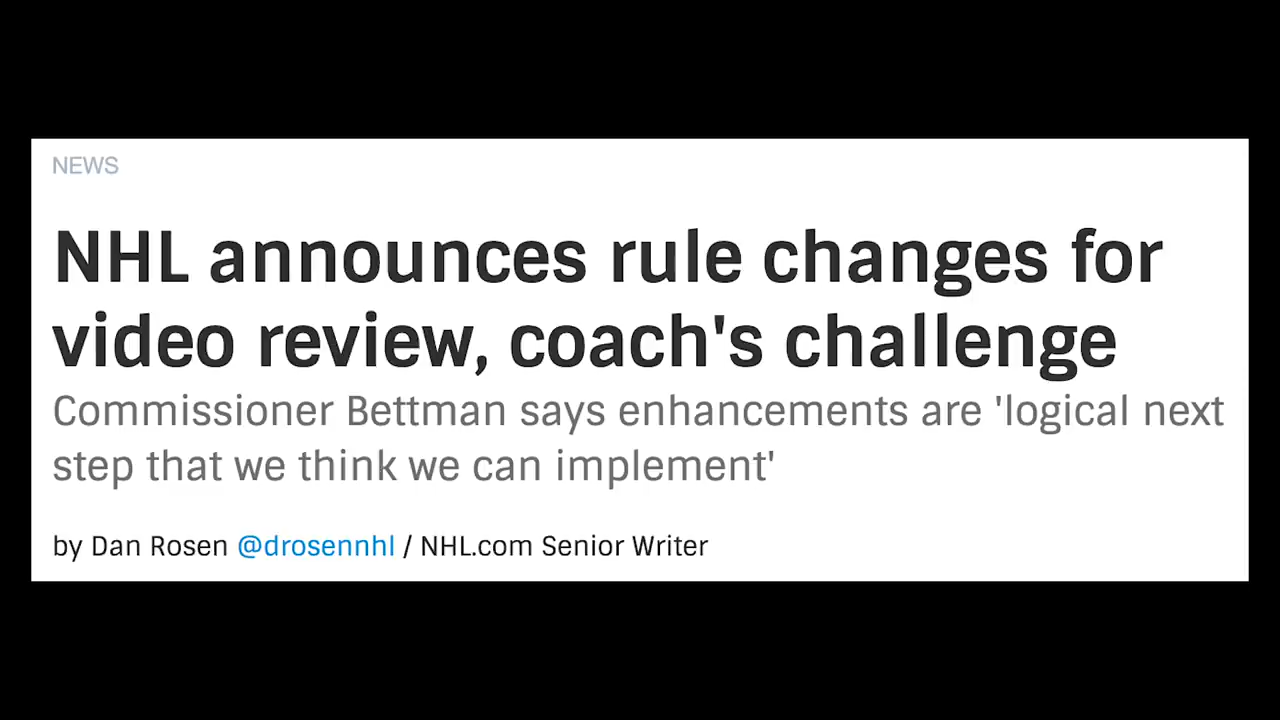 NEWS
NHL announces rule changes for
video review, coach's challenge
Commissioner Bettman says enhancements are 'logical next
step that we think we can implement'
by Dan Rosen @drosennhl / NHL.com Senior Writer